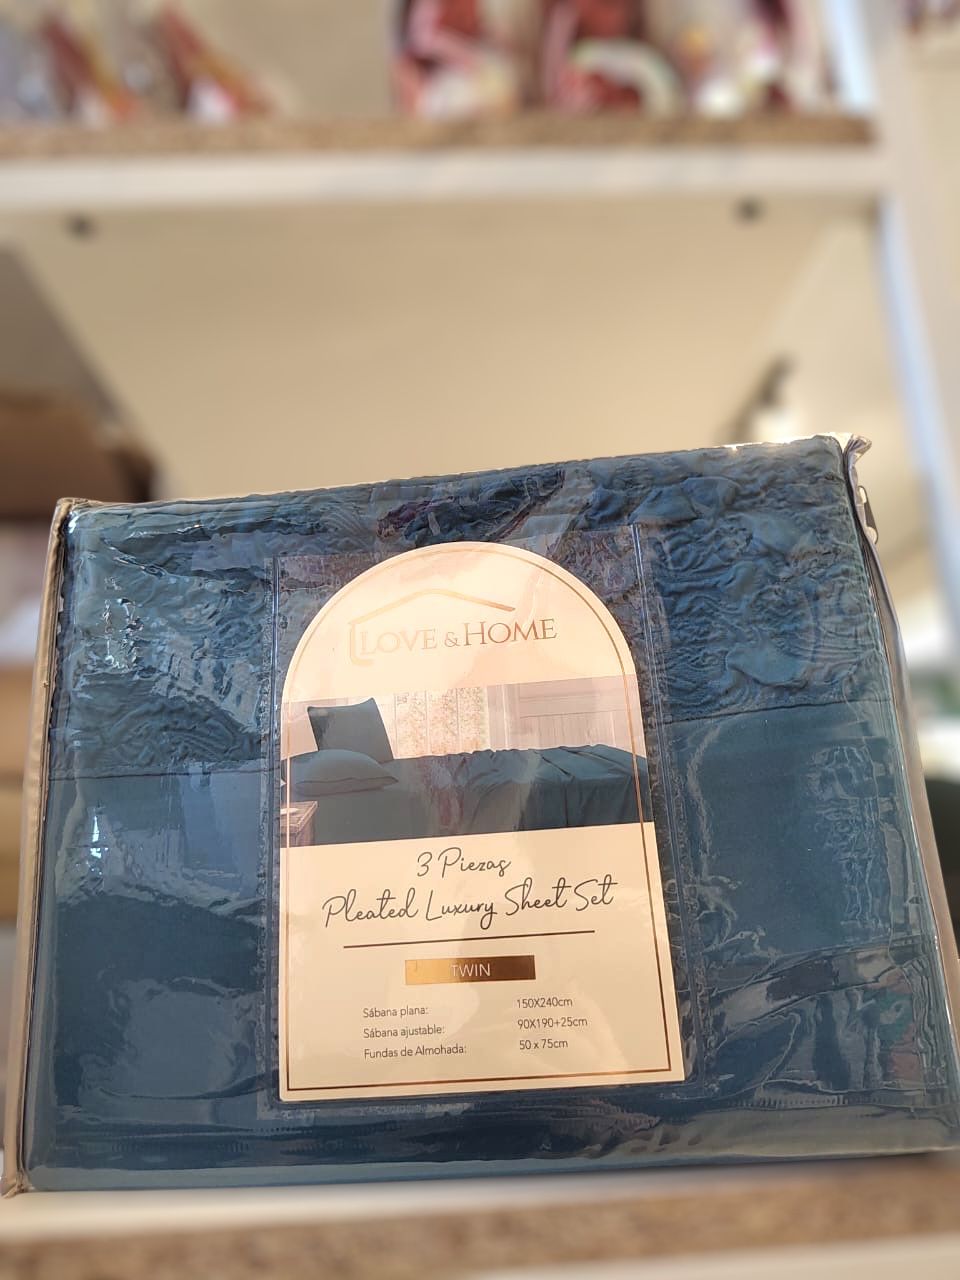 LOVE & HOME
3 Piezas
Pleated Luxury Sheet Set
TWIN
Sábana plana: 150X240cm
Sábana ajustable: 90X190+25cm
Fundas de Almohada: 50 x 75cm